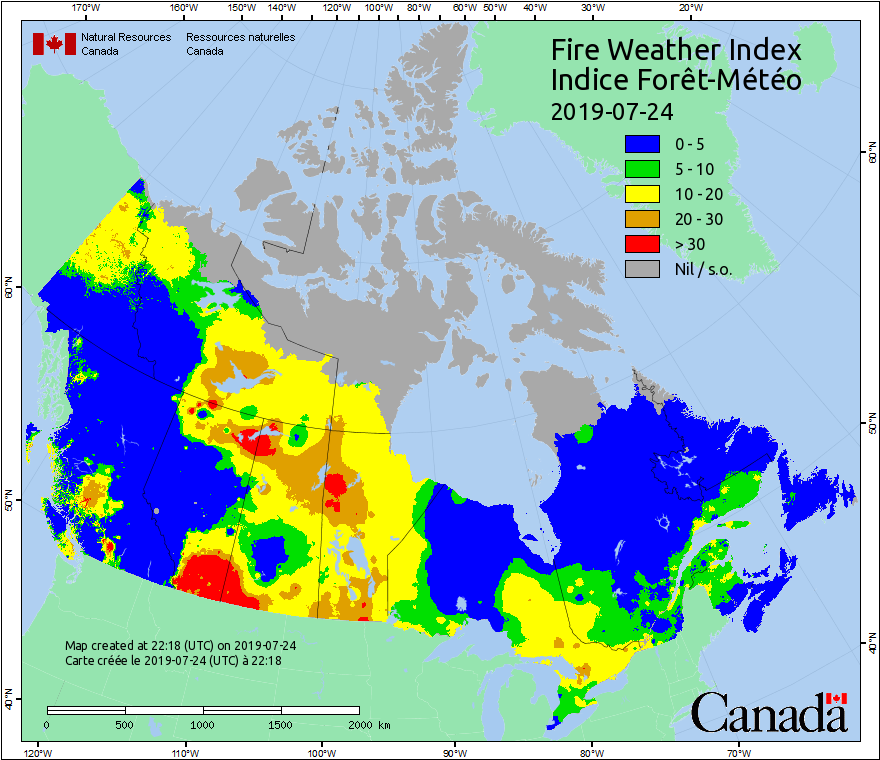 170°W 160°W 150°W 140°W 120°W 100°W 80°W 60°W 50°W 40°W 30°W 20°W
Natural Resources Ressources naturelles
Canada Canada
Fire Weather Index
Indice Forêt-Météo
2019-07-24
0 - 5
5 - 10
10 - 20
20 - 30
> 30
Nil / s.o.
60°N
60°N
50°N
50°N
40°N
40°N
Map created at 22:18 (UTC) on 2019-07-24
Carte créée le 2019-07-24 (UTC) à 22:18
0 500 1000 1500 2000 km
Canada
120°W 110°W 100°W 90°W 80°W 70°W